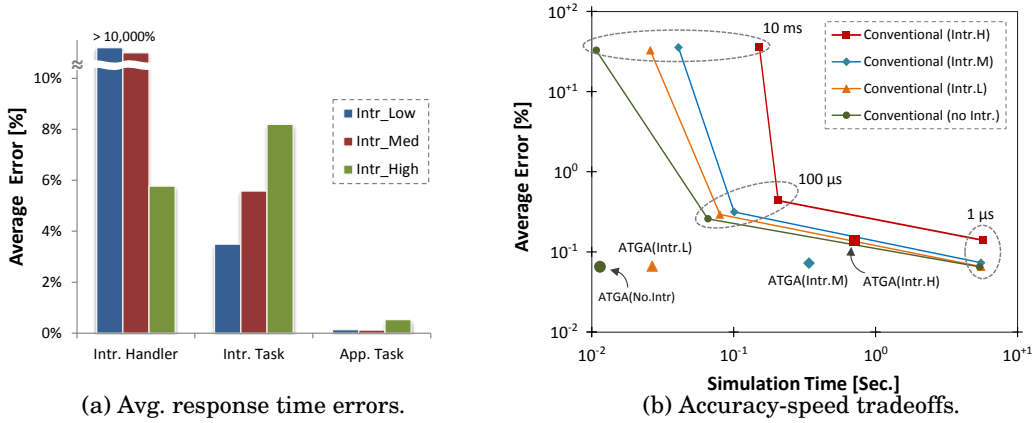 > 10,000%
10%
8%
6%
4%
2%
0%
Average Error [%]
Intr_Low
Intr_Med
Intr_High
Intr. Handler
Intr. Task
App. Task
(a) Avg. response time errors.
10+2
10+1
100
10-1
10-2
Average Error [%]
10 ms
100 µs
1 µs
Conventional (Intr.H)
Conventional (Intr.M)
Conventional (Intr.L)
Conventional (no Intr.)
ATGA(Intr.L)
ATGA(No.Intr)
ATGA(Intr.M)
ATGA(Intr.H)
10-2
10-1
100
10+1
Simulation Time [Sec.]
(b) Accuracy-speed tradeoffs.